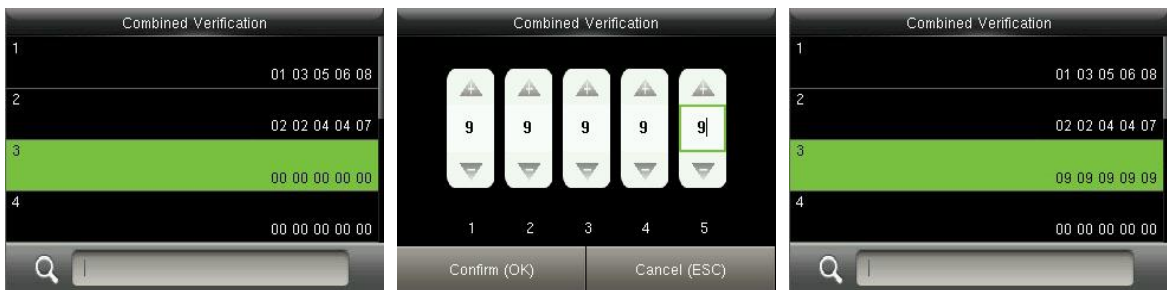 Combined Verification
1
01 03 05 06 08
2
02 02 04 04 07
3
00 00 00 00 00
4
00 00 00 00 00
Combined Verification
9 9 9 9 9
1 2 3 4 5
Confirm (OK) Cancel (ESC)
Combined Verification
1
01 03 05 06 08
2
02 02 04 04 07
3
09 09 09 09 09
4
00 00 00 00 00